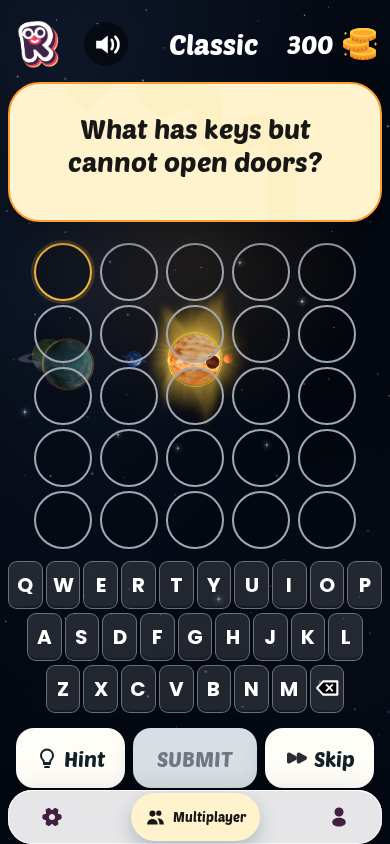 R
Classic
300
What has keys but
cannot open doors?
Q W E R T Y U I O P
A S D F G H J K L
Z X C V B N M
Hint
SUBMIT
Skip
Multiplayer